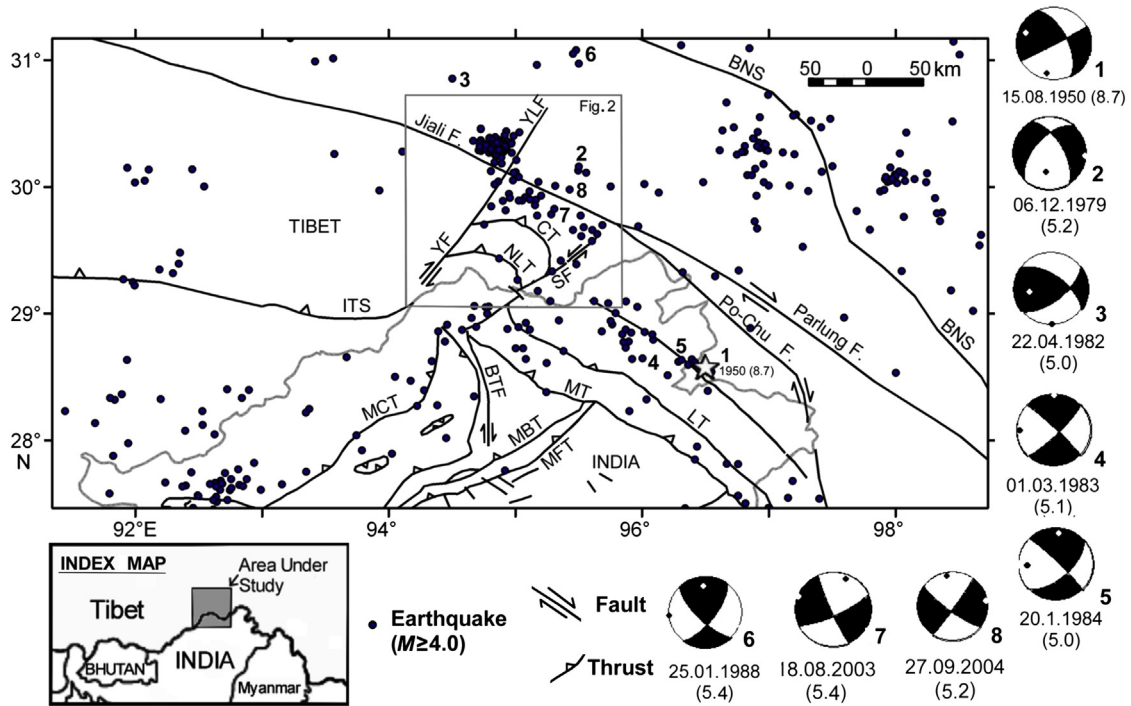 31°
30°
29°
28°
N
92°E
94°
96°
98°
6
3
BNS
50 0 50 km
Fig. 2
YLF
Jiali F.
2
8
7
TIBET
CT
YF
NLT
SF
ITS
Po-Chu F.
Parlung F.
BNS
5
1
1950 (8.7)
4
BTF
MT
LT
MCT
MBT
MFT
INDIA
1
15.08.1950 (8.7)
2
06.12.1979
(5.2)
3
22.04.1982
(5.0)
4
01.03.1983
(5.1)
5
20.1.1984
(5.0)
INDEX MAP
Area Under
Study
Tibet
BHUTAN
INDIA
Myanmar
Earthquake
(M≥4.0)
Fault
Thrust
6
25.01.1988
(5.4)
7
18.08.2003
(5.4)
8
27.09.2004
(5.2)